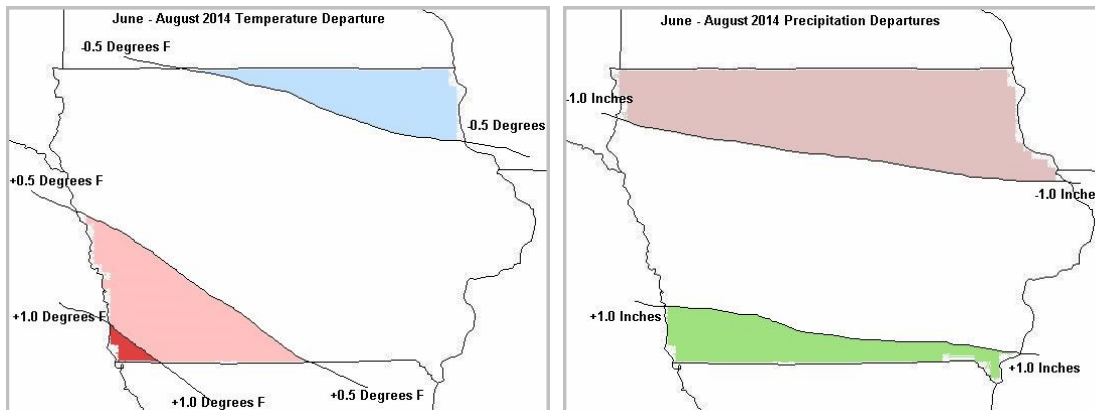 June - August 2014 Temperature Departure
-0.5 Degrees F
-0.5 Degrees
+0.5 Degrees F
+1.0 Degrees F
+1.0 Degrees F
+0.5 Degrees F
June - August 2014 Precipitation Departures
-1.0 Inches
-1.0 Inches
+1.0 Inches
+1.0 Inches